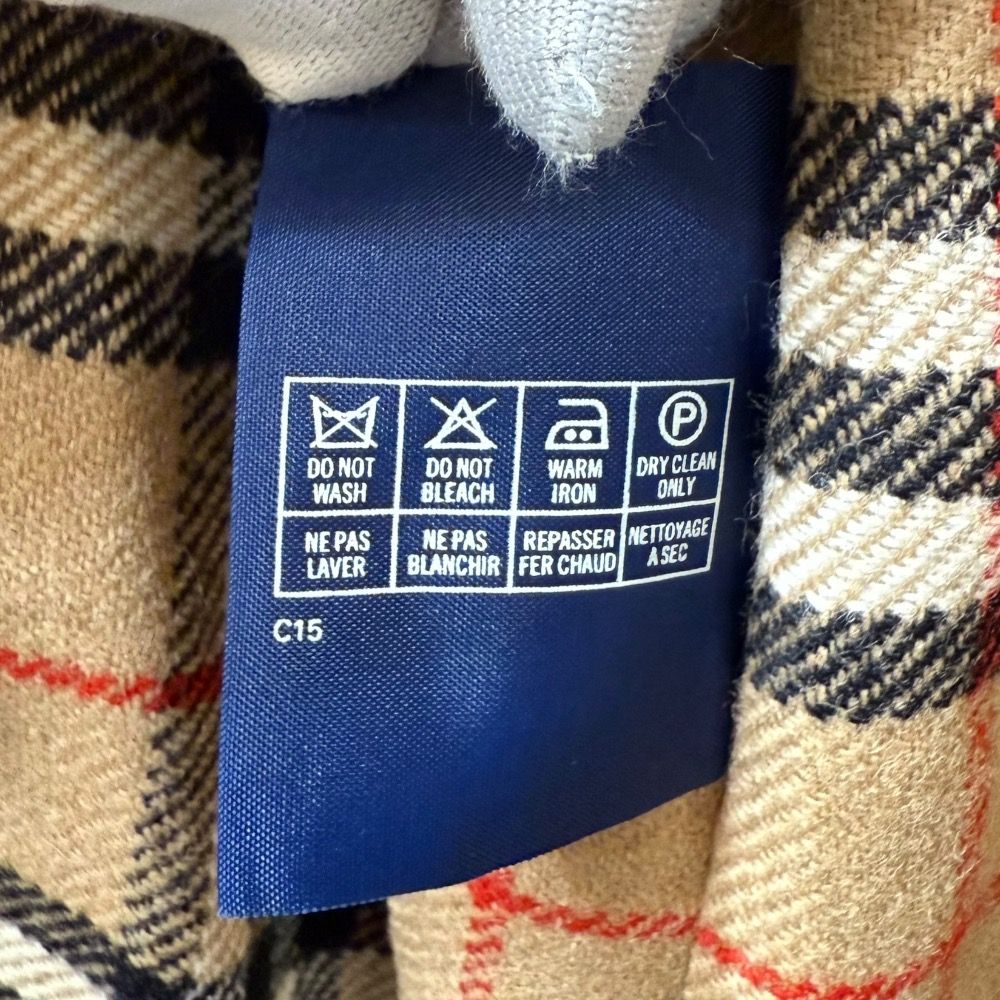 DO NOT
WASH
DO NOT
BLEACH
WARM
IRON
P
DRY CLEAN
ONLY
NE PAS
LAVER
NE PAS
BLANCHIR
REPASSER
FER CHAUD
NETTOYAGE
A SEC
C15